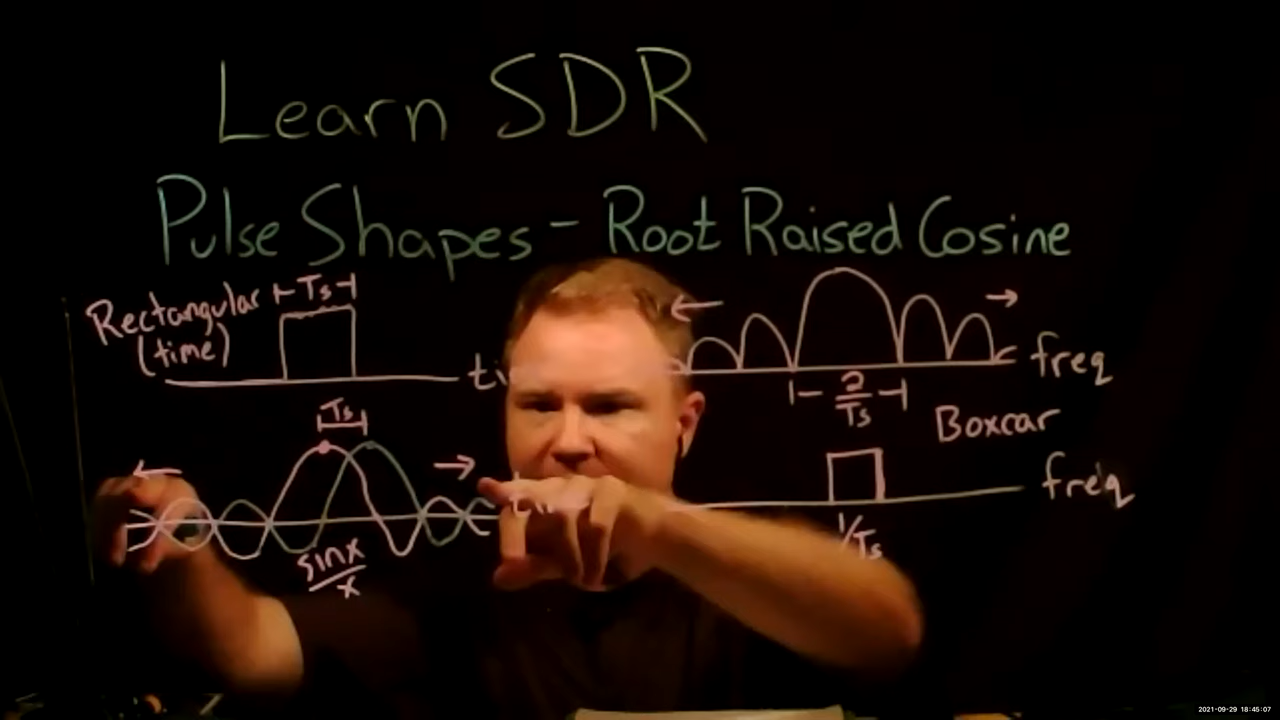 Learn SDR
Pulse Shapes - Root Raised Cosine
Rectangular
(time)
Ts
freq
2/Ts
Boxcar
Ts
freq
1/Ts
sinx/x
2021-09-29 18:45:07